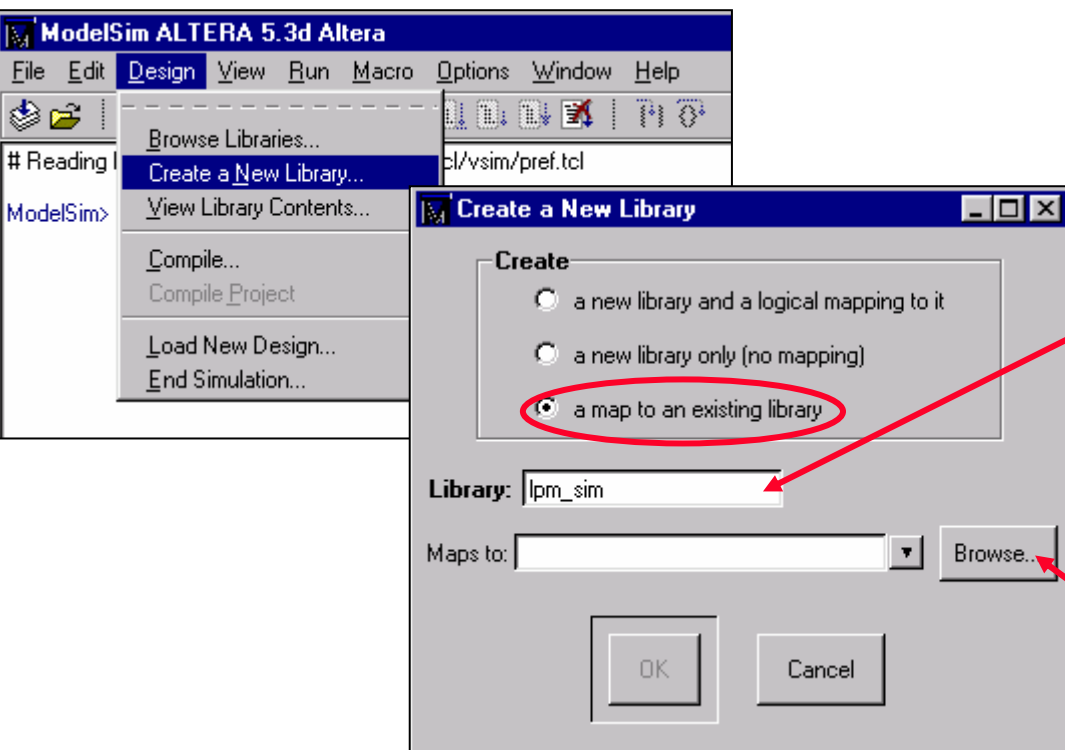 ModelSim ALTERA 5.3d Altera
File Edit Design View Run Macro Options Window Help
Browse Libraries...
# Reading cl/vsim/pref.tcl
Create a New Library...
ModelSim>
View Library Contents...
Create a New Library
Compile...
Compile Project
Load New Design...
End Simulation...
Create
a new library and a logical mapping to it
a new library only (no mapping)
a map to an existing library
Library: lpm_sim
Maps to: Browse...
OK Cancel